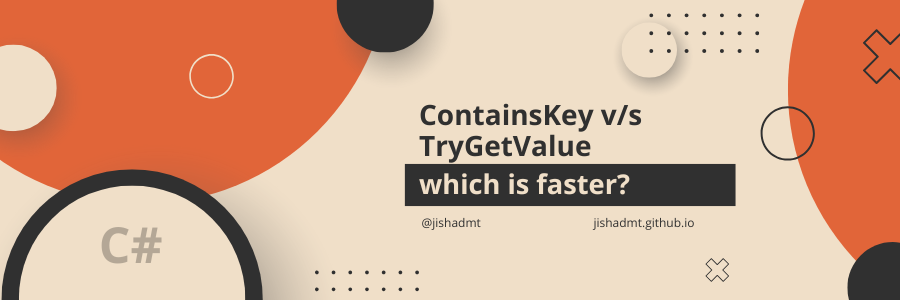 ContainsKey v/s
TryGetValue
which is faster?
@jishadmt
jishadmt.github.io
C#